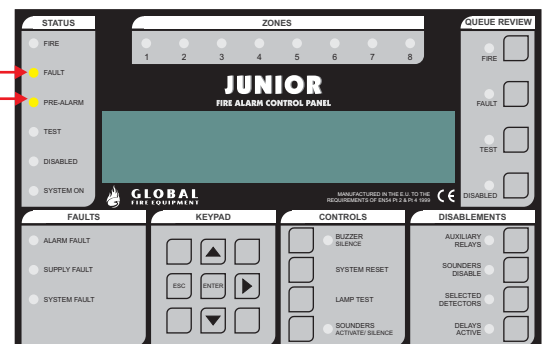 STATUS
FIRE
FAULT
PRE-ALARM
TEST
DISABLED
SYSTEM ON
ZONES
1 2 3 4 5 6 7 8
JUNIOR
FIRE ALARM CONTROL PANEL
GLOBAL
FIRE EQUIPMENT
MANUFACTURED IN THE E.U. TO THE
REQUIREMENTS OF EN54 Pt 2 & Pt 4 1999
CE
QUEUE REVIEW
FIRE
FAULT
TEST
DISABLED
FAULTS
ALARM FAULT
SUPPLY FAULT
SYSTEM FAULT
KEYPAD
ESC ENTER
CONTROLS
BUZZER
SILENCE
SYSTEM RESET
LAMP TEST
SOUNDERS
ACTIVATE/ SILENCE
DISABLEMENTS
AUXILIARY
RELAYS
SOUNDERS
DISABLE
SELECTED
DETECTORS
DELAYS
ACTIVE